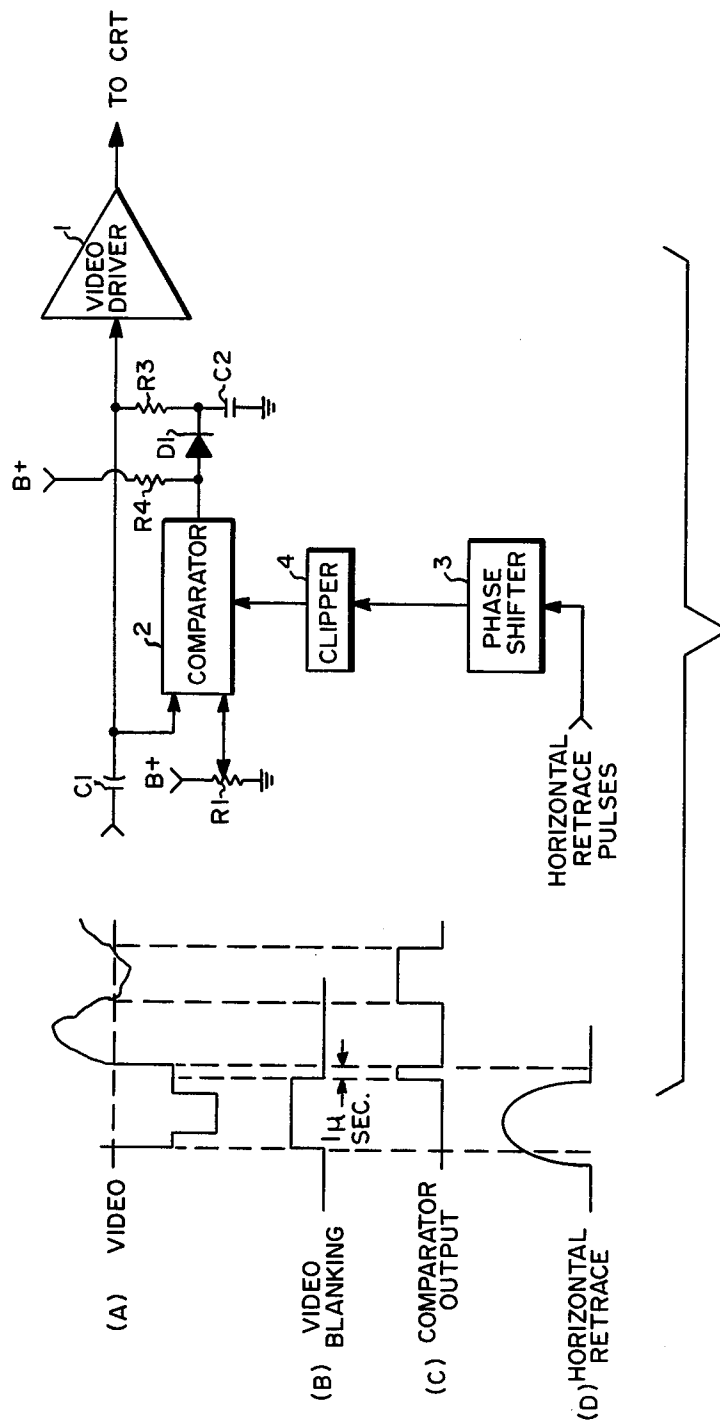 (A) VIDEO
(B) VIDEO
BLANKING
1μ
SEC.
(C) COMPARATOR
OUTPUT
(D) HORIZONTAL
RETRACE
C1
B+
R1
2
COMPARATOR
B+
R4
D1
R3
C2
1
VIDEO
DRIVER
TO CRT
4
CLIPPER
3
PHASE
SHIFTER
HORIZONTAL
RETRACE
PULSES